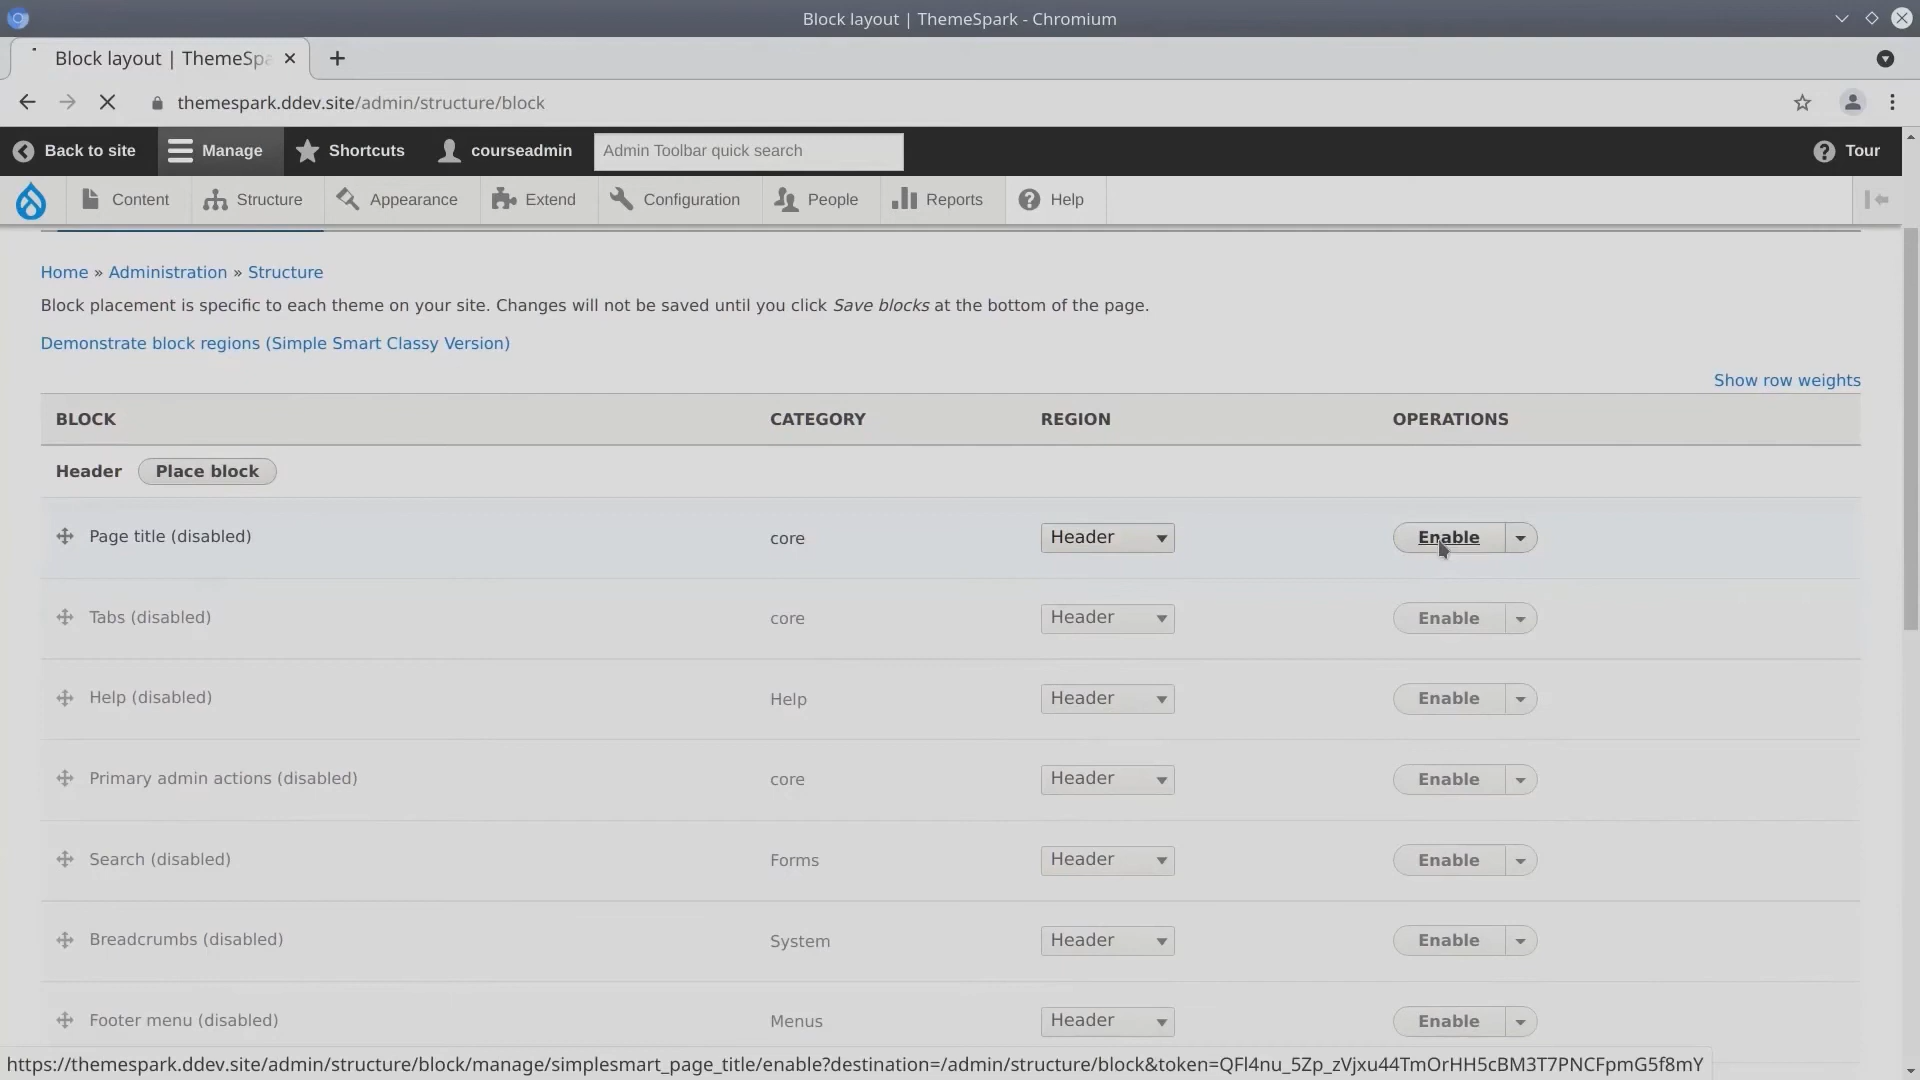 Block layout | ThemeSpark - Chromium
Block layout | ThemeSpa
themespark.ddev.site/admin/structure/block
Back to site Manage Shortcuts courseadmin Admin Toolbar quick search Tour
Content Structure Appearance Extend Configuration People Reports Help
Home » Administration » Structure
Block placement is specific to each theme on your site. Changes will not be saved until you click Save blocks at the bottom of the page.
Demonstrate block regions (Simple Smart Classy Version)
Show row weights
BLOCK CATEGORY REGION OPERATIONS
Header Place block
Page title (disabled) core Header Enable
Tabs (disabled) core Header Enable
Help (disabled) Help Header Enable
Primary admin actions (disabled) core Header Enable
Search (disabled) Forms Header Enable
Breadcrumbs (disabled) System Header Enable
Footer menu (disabled) Menus Header Enable
https://themespark.ddev.site/admin/structure/block/manage/simplesmart_page_title/enable?destination=/admin/structure/block&token=QFl4nu_5Zp_zVjxu44TmOrHH5cBM3T7PNCFpmG5f8mY